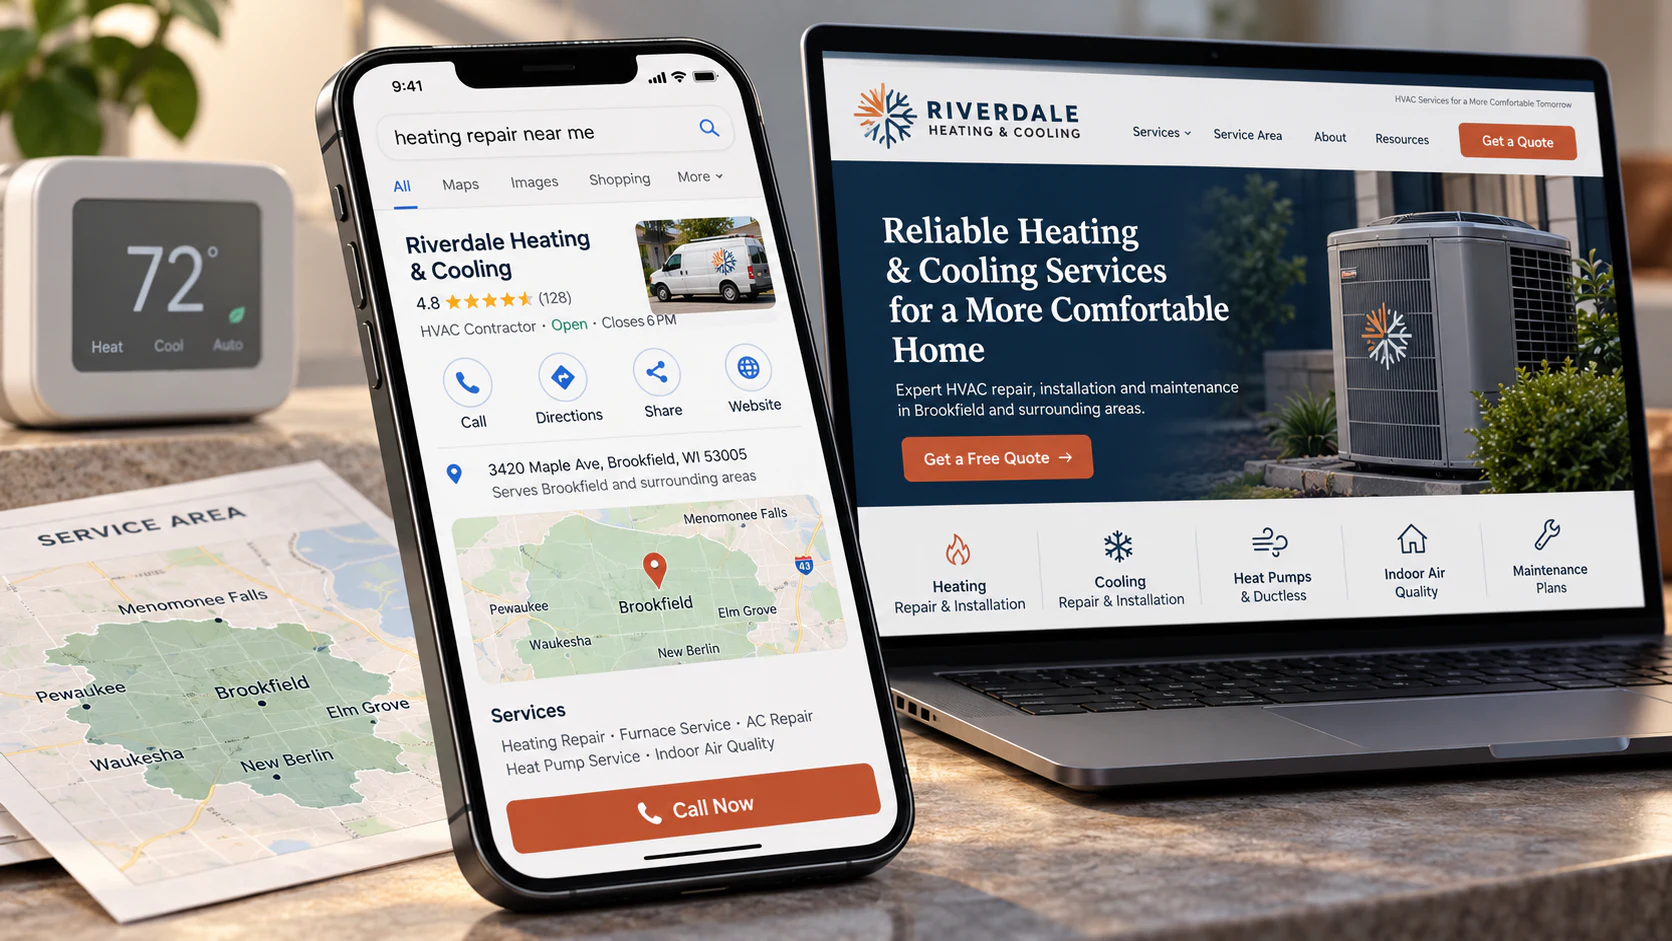 72°
Heat Cool Auto
SERVICE AREA
Menomonee Falls
Pewaukee
Brookfield
Elm Grove
Waukesha
New Berlin
9:41
heating repair near me
All Maps Images Shopping More
Riverdale Heating
& Cooling
4.8 (128)
HVAC Contractor · Open · Closes 6 PM
Call Directions Share Website
3420 Maple Ave, Brookfield, WI 53005
Serves Brookfield and surrounding areas
Menomonee Falls
43
Pewaukee
Brookfield
Elm Grove
Waukesha
New Berlin
Services
Heating Repair · Furnace Service · AC Repair
Heat Pump Service · Indoor Air Quality
Call Now
HVAC Services for a More Comfortable Tomorrow
RIVERDALE
HEATING & COOLING
Services Service Area About Resources Get a Quote
Reliable Heating
& Cooling Services
for a More Comfortable
Home
Expert HVAC repair, installation and maintenance
in Brookfield and surrounding areas.
Get a Free Quote →
Heating
Repair & Installation
Cooling
Repair & Installation
Heat Pumps
& Ductless
Indoor Air
Quality
Maintenance
Plans